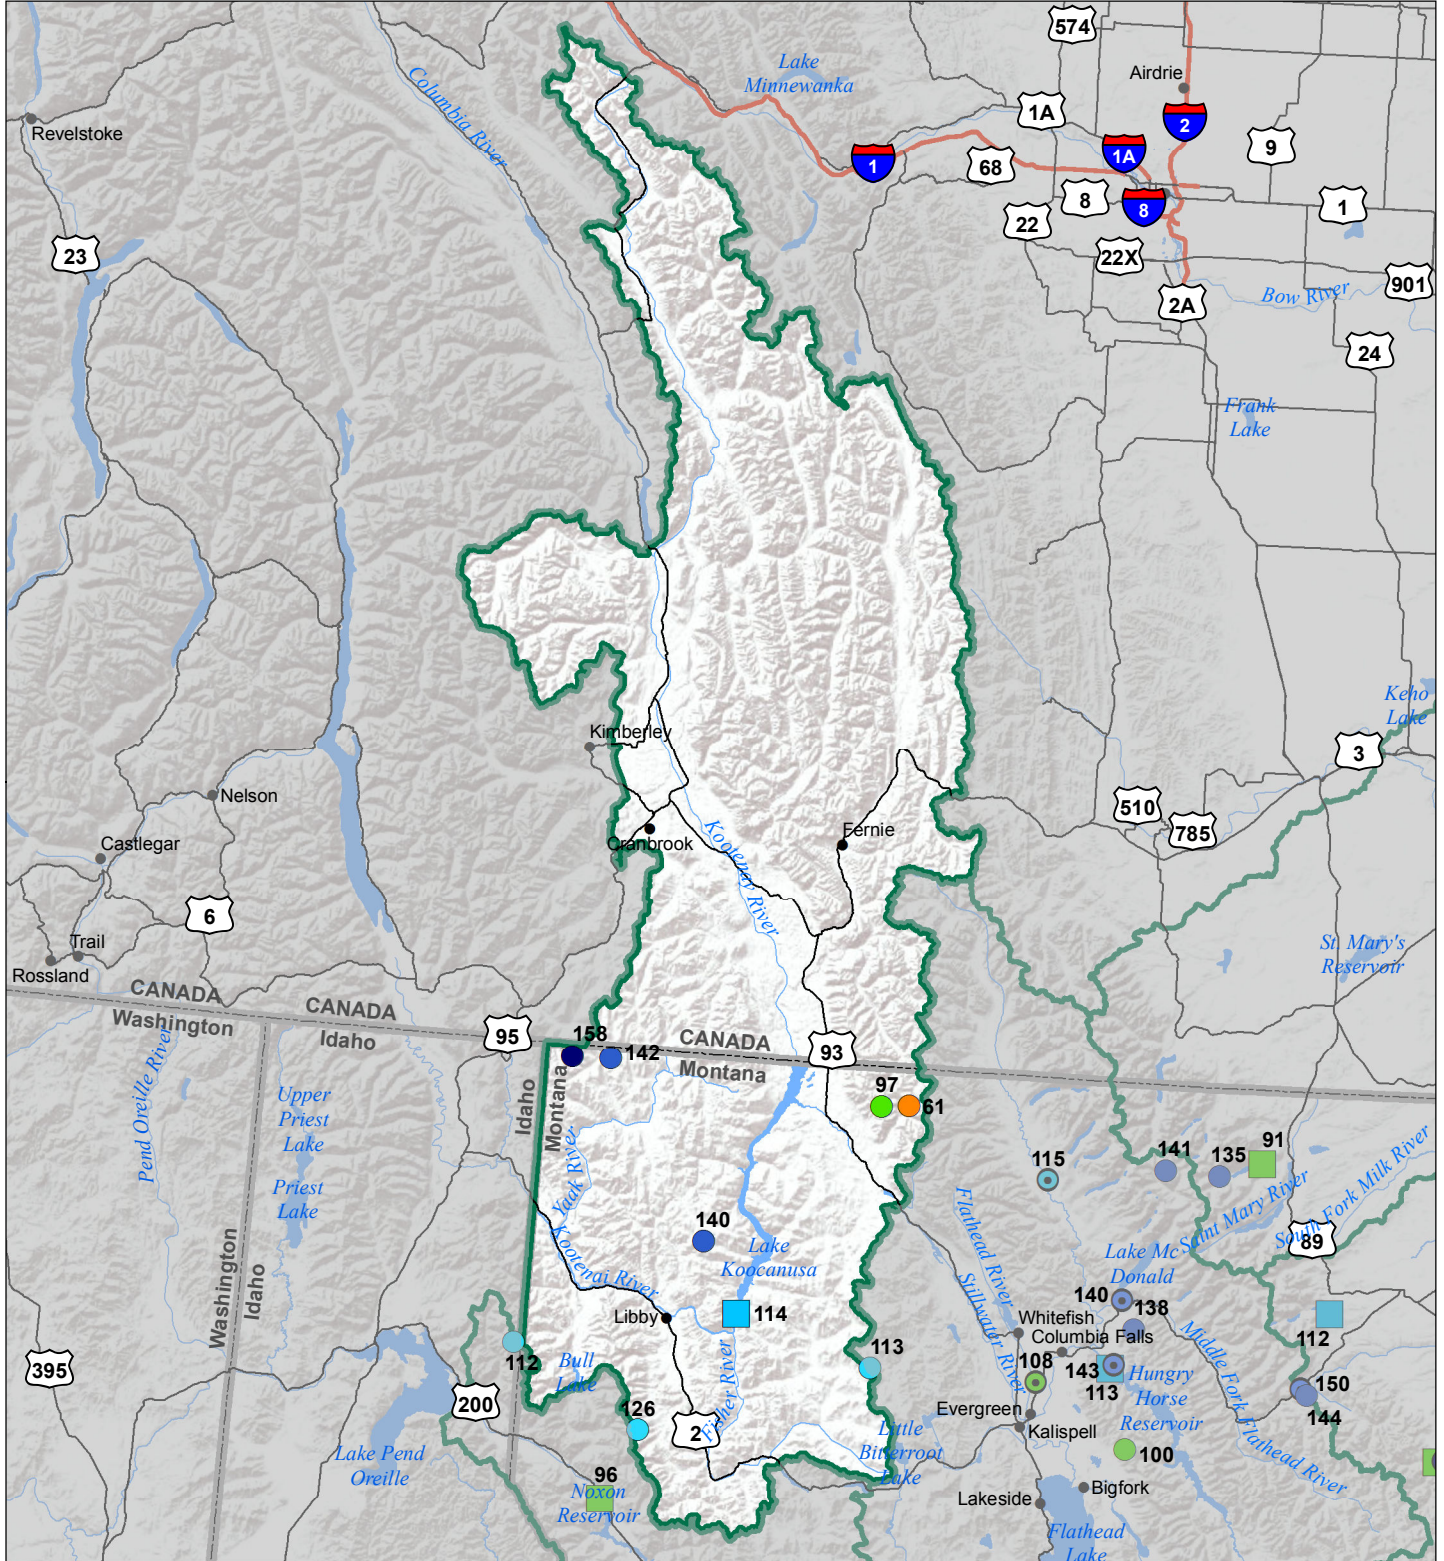 574
Airdrie
Lake
Minnewanka
Columbia River
1A
2
Revelstoke
1A
9
1
68
8
8
1
22
23
22X
901
2A
Bow River
24
Frank
Lake
Keho
Lake
Kimberley
3
Nelson
510
785
Castlegar
Cranbrook
Fernie
Kootenay River
6
Trail
Rossland
St. Mary's
Reservoir
CANADA
Washington
CANADA
Idaho
95
158
142
CANADA
Montana
93
Pend Oreille River
Upper
Priest
Lake
Idaho
Montana
97
61
Yaak River
115
141
135
91
Priest
Lake
Saint Mary River
South Fork Milk River
89
Washington
Idaho
Kootenai River
140
Lake
Koocanusa
Flathead River
Stillwater River
Lake Mc
Donald
140
138
Libby
114
Whitefish
Columbia Falls
112
395
112
Bull
Lake
Fisher River
113
108
143
113
Hungry
Horse
Reservoir
Middle Fork Flathead River
150
144
200
126
2
Evergreen
Kalispell
Little
Bitterroot
Lake
Lake Pend
Oreille
100
96
Noxon
Reservoir
Lakeside
Bigfork
Flathead
Lake